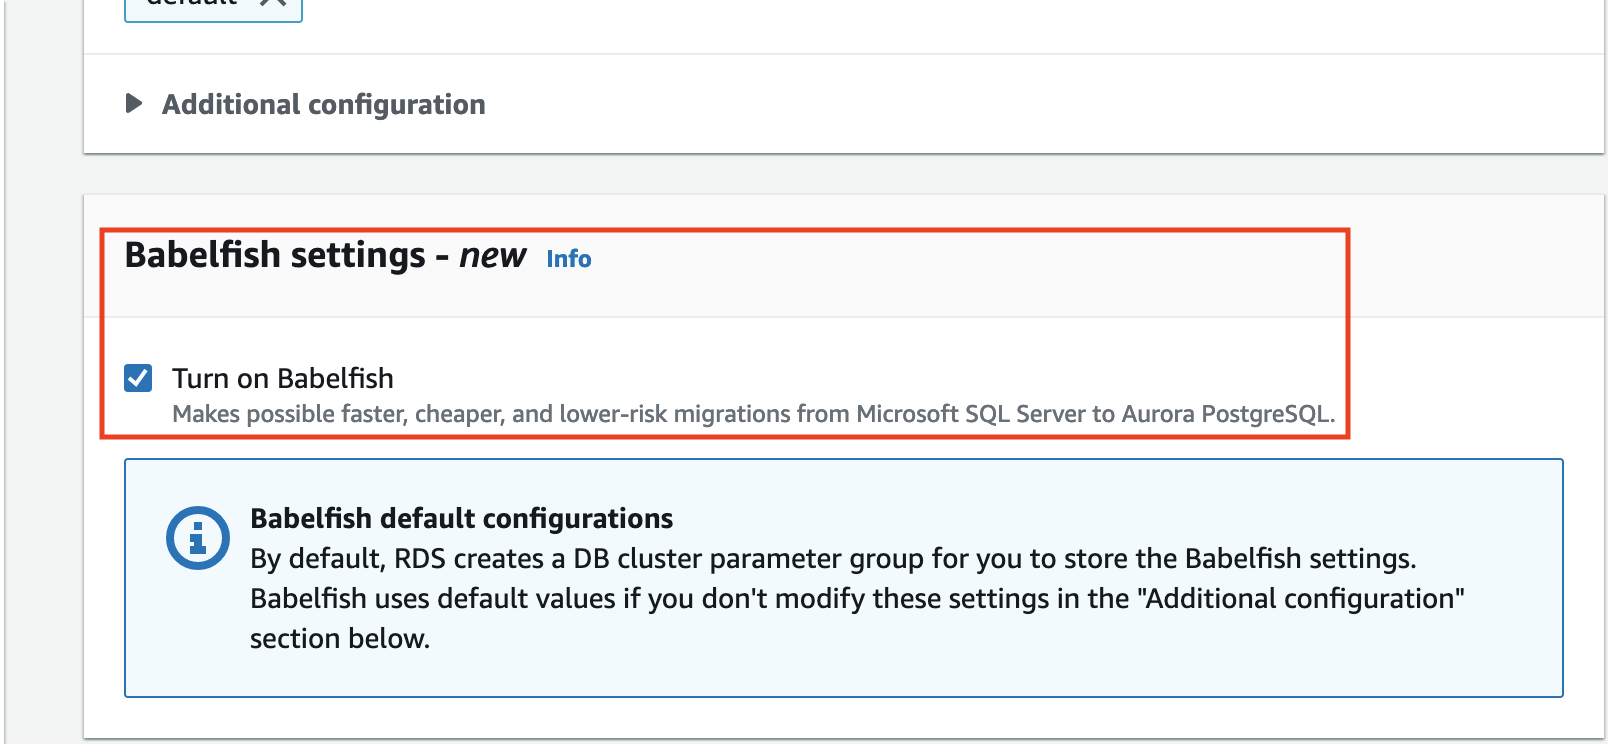 default
Additional configuration
Babelfish settings - new Info
Turn on Babelfish
Makes possible faster, cheaper, and lower-risk migrations from Microsoft SQL Server to Aurora PostgreSQL.
Babelfish default configurations
By default, RDS creates a DB cluster parameter group for you to store the Babelfish settings.
Babelfish uses default values if you don't modify these settings in the "Additional configuration"
section below.